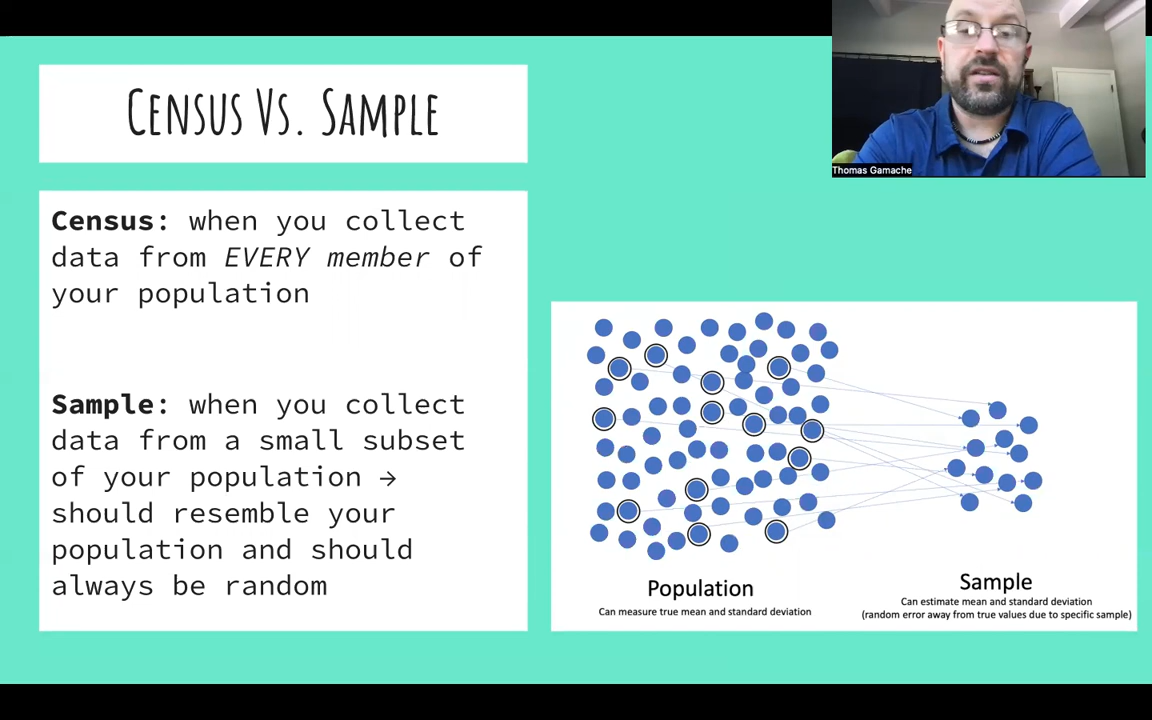 Census Vs. Sample
Thomas Gamache
Census: when you collect
data from EVERY member of
your population
Sample: when you collect
data from a small subset
of your population →
should resemble your
population and should
always be random
Population
Can measure true mean and standard deviation
Sample
Can estimate mean and standard deviation
(random error away from true values due to specific sample)